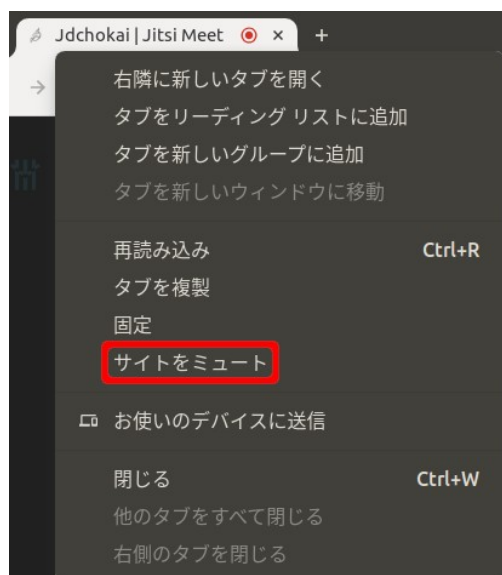 Jdchokai | Jitsi Meet
右隣に新しいタブを開く
タブをリーディング リストに追加
タブを新しいグループに追加
タブを新しいウィンドウに移動
再読み込み Ctrl+R
タブを複製
固定
サイトをミュート
お使いのデバイスに送信
閉じる Ctrl+W
他のタブをすべて閉じる
右側のタブを閉じる